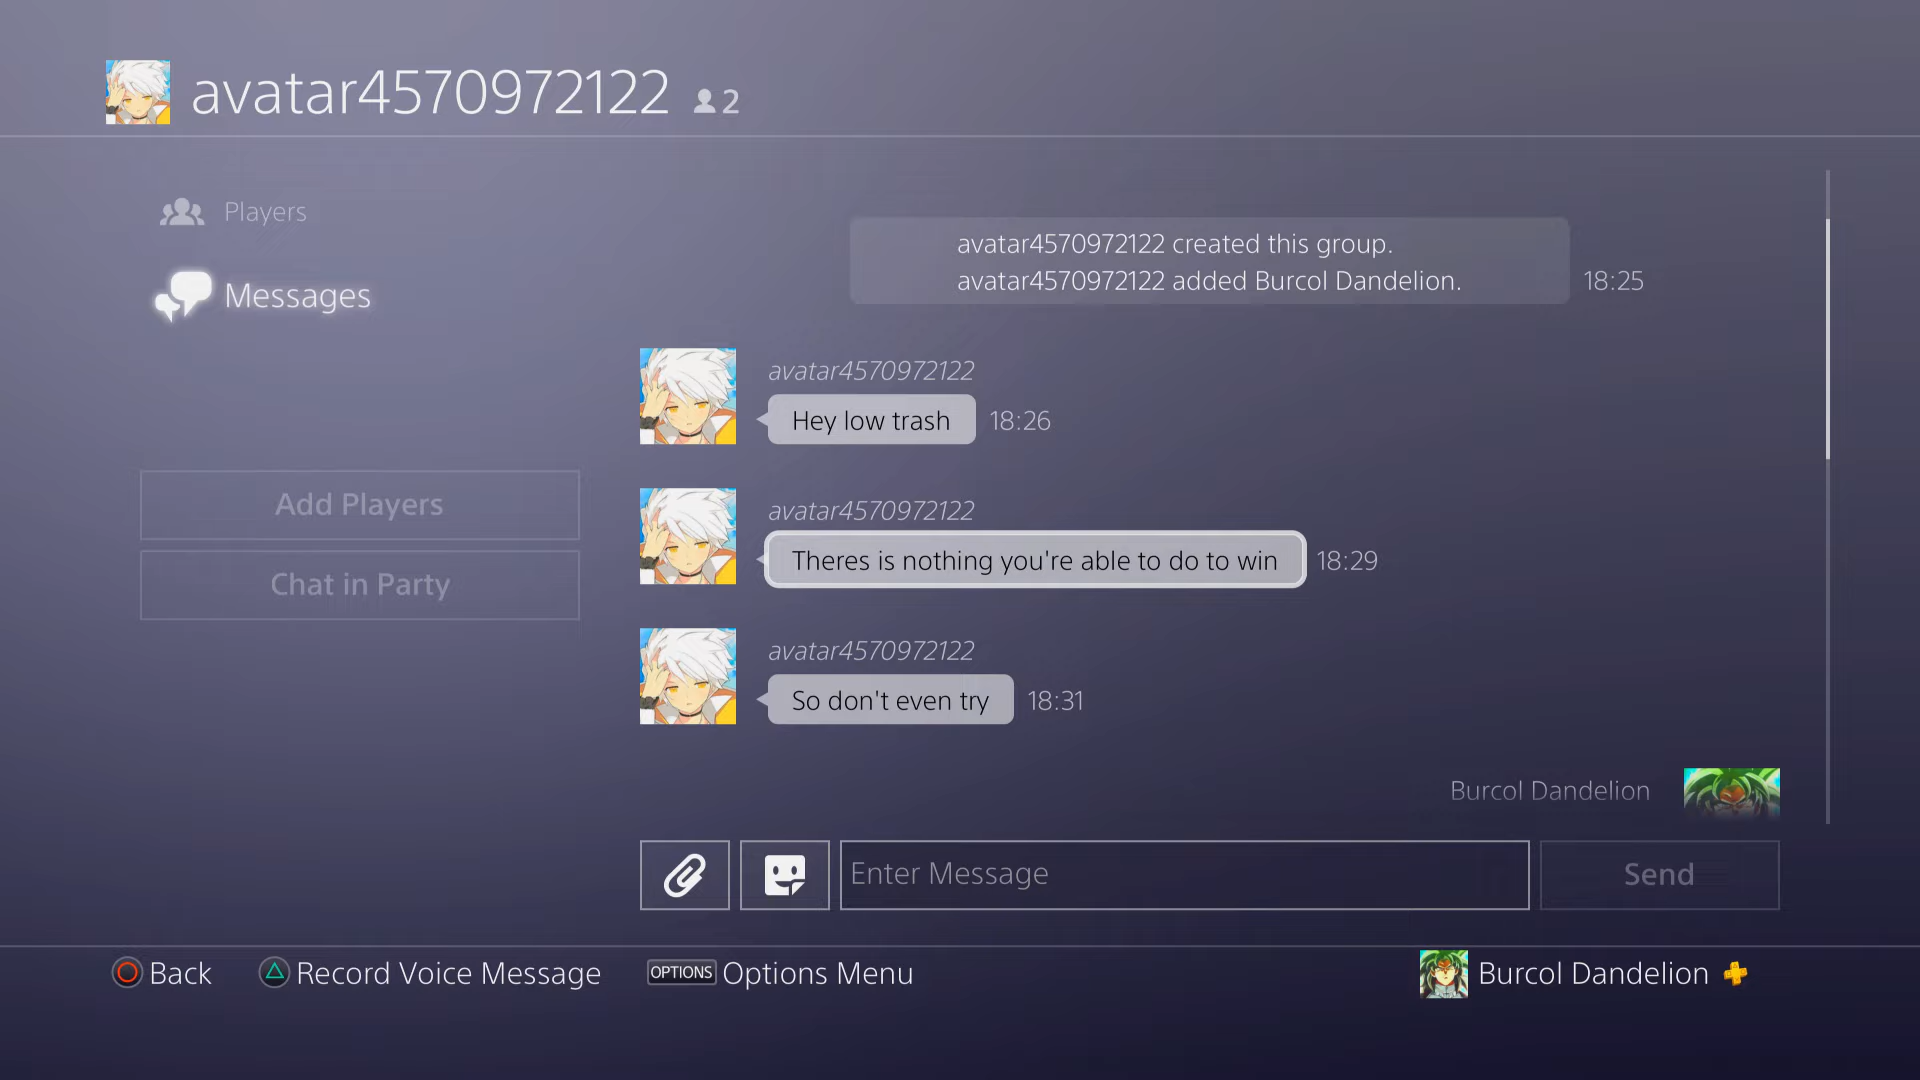 avatar4570972122 2
Players
Messages
Add Players
Chat in Party
avatar4570972122 created this group.
avatar4570972122 added Burcol Dandelion.
18:25
avatar4570972122
Hey low trash 18:26
avatar4570972122
Theres is nothing you're able to do to win 18:29
avatar4570972122
So don't even try 18:31
Burcol Dandelion
Enter Message
Send
Back Record Voice Message OPTIONS Options Menu Burcol Dandelion